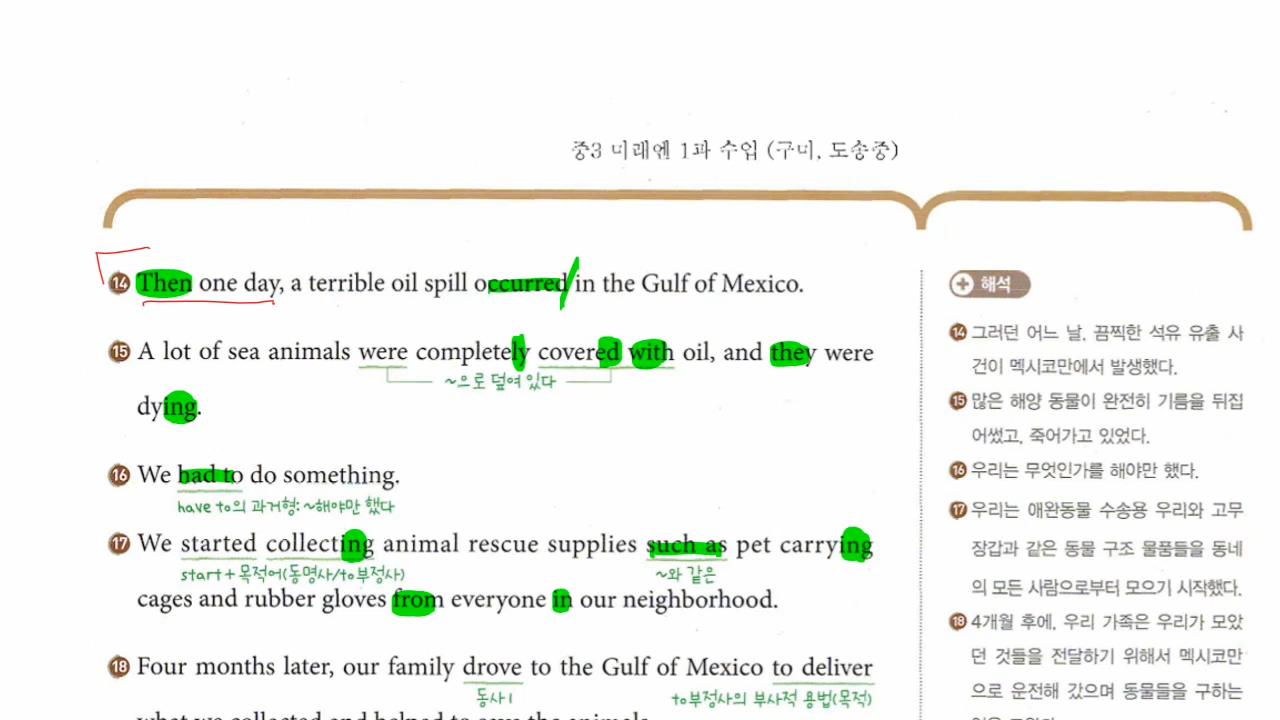 중3 미래엔 1과 수업 (구미, 도송중)
⑭ Then one day, a terrible oil spill occurred in the Gulf of Mexico.
⑮ A lot of sea animals were completely covered with oil, and they were
~으로 덮여 있다
dying.
⑯ We had to do something.
have to의 과거형: ~해야만 했다
⑰ We started collecting animal rescue supplies such as pet carrying
start+목적어(동명사/to부정사)
~와 같은
cages and rubber gloves from everyone in our neighborhood.
⑱ Four months later, our family drove to the Gulf of Mexico to deliver
동사1
to부정사의 부사적 용법(목적)
what we collected and helped to save the animals.
해석
⑭ 그러던 어느 날, 끔찍한 석유 유출 사
건이 멕시코만에서 발생했다.
⑮ 많은 해양 동물이 완전히 기름을 뒤집
어썼고, 죽어가고 있었다.
⑯ 우리는 무엇인가를 해야만 했다.
⑰ 우리는 애완동물 수송용 우리와 고무
장갑과 같은 동물 구조 물품들을 동네
의 모든 사람으로부터 모으기 시작했다.
⑱ 4개월 후에, 우리 가족은 우리가 모았
던 것들을 전달하기 위해서 멕시코만
으로 운전해 갔으며 동물들을 구하는